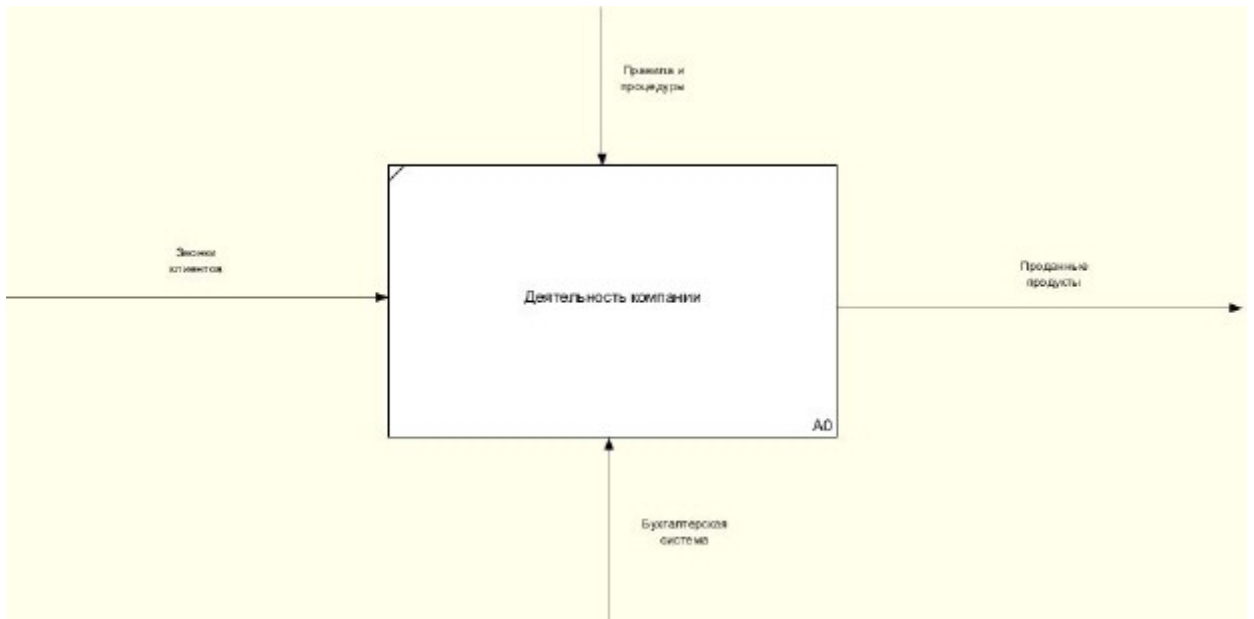 Правила и
процедуры
Звонки
клиентов
Деятельность компании
Проданные
продукты
A0
Бухгалтерская
система